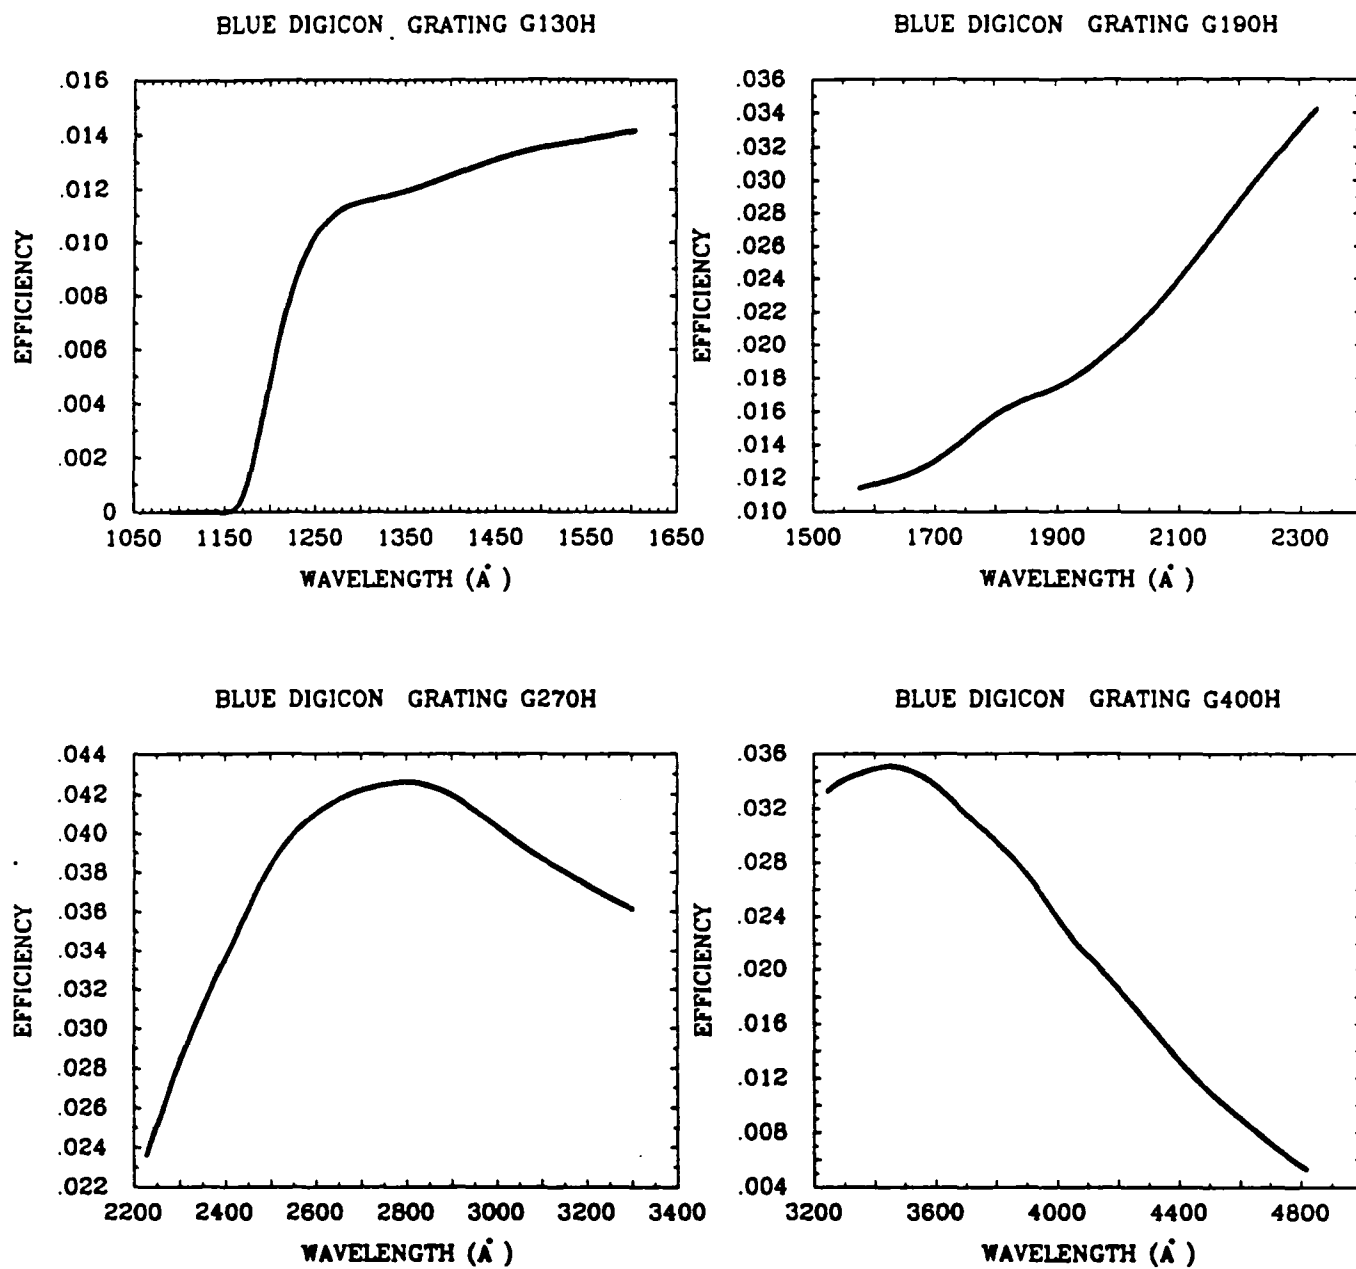 BLUE DIGICON GRATING G130H
.016
.014
.012
.010
.008
.006
.004
.002
0
EFFICIENCY
1050 1150 1250 1350 1450 1550 1650
WAVELENGTH (Å)
BLUE DIGICON GRATING G190H
.036
.034
.032
.030
.028
.026
.024
.022
.020
.018
.016
.014
.012
.010
EFFICIENCY
1500 1700 1900 2100 2300
WAVELENGTH (Å)
BLUE DIGICON GRATING G270H
.044
.042
.040
.038
.036
.034
.032
.030
.028
.026
.024
.022
EFFICIENCY
2200 2400 2600 2800 3000 3200 3400
WAVELENGTH (Å)
BLUE DIGICON GRATING G400H
.036
.032
.028
.024
.020
.016
.012
.008
.004
EFFICIENCY
3200 3600 4000 4400 4800
WAVELENGTH (Å)